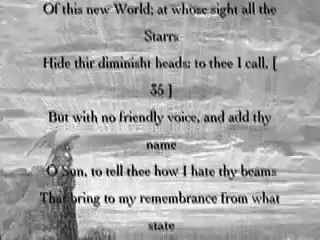 Of this new World; at whose sight all the
Starrs
Hide thir diminisht heads; to thee I call, [
35 ]
But with no friendly voice, and add thy
name
O Sun, to tell thee how I hate thy beams
That bring to my remembrance from what
state